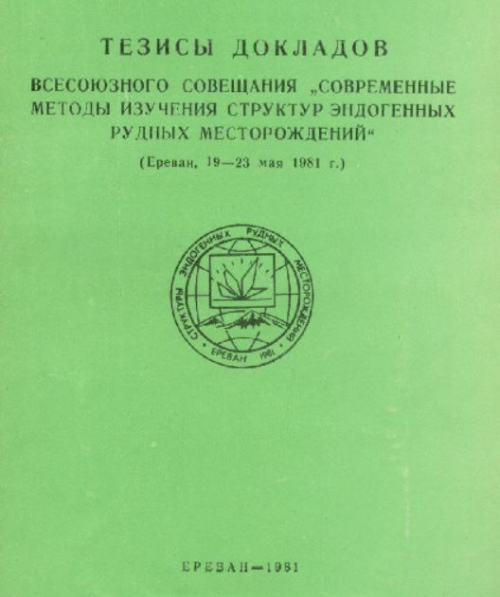 ТЕЗИСЫ ДОКЛАДОВ
ВСЕСОЮЗНОГО СОВЕЩАНИЯ „СОВРЕМЕННЫЕ
МЕТОДЫ ИЗУЧЕНИЯ СТРУКТУР ЭНДОГЕННЫХ
РУДНЫХ МЕСТОРОЖДЕНИЙ“
(Ереван, 19—23 мая 1981 г.)
СТРУКТУРЫ ЭНДОГЕННЫХ РУДНЫХ МЕСТОРОЖДЕНИЙ
• ЕРЕВАН 1981 •
ЕРЕВАН—1981